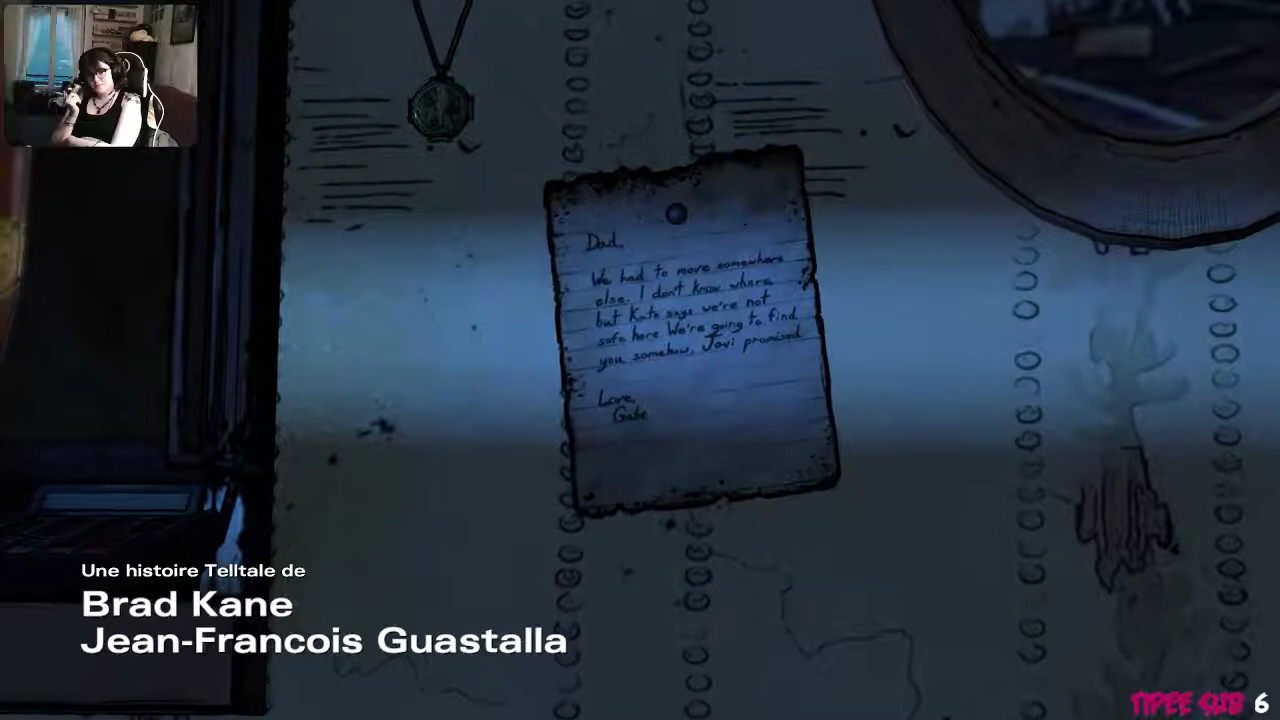 Dad,
We had to move somewhere
else. I don't know where
but Kate says we're not
safe here. We're going to find
you somehow, Javi promised.
Love,
Gabe
Une histoire Telltale de
Brad Kane
Jean-Francois Guastalla
TIPEE SUB 6